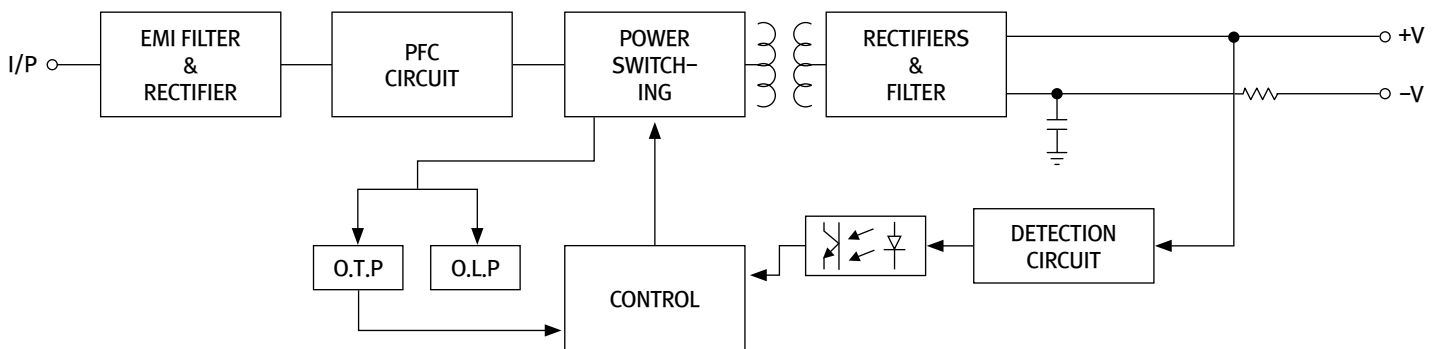 I/P
EMI FILTER
&
RECTIFIER
PFC
CIRCUIT
POWER
SWITCH–
ING
RECTIFIERS
&
FILTER
+V
–V
O.T.P
O.L.P
CONTROL
DETECTION
CIRCUIT